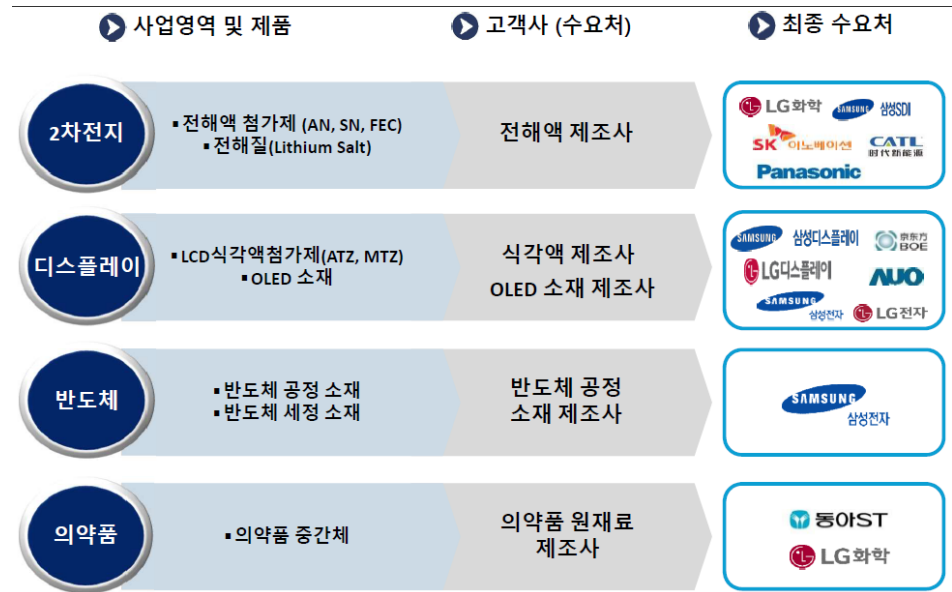 사업영역 및 제품
고객사 (수요처)
최종 수요처
2차전지
▪전해액 첨가제 (AN, SN, FEC)
▪전해질(Lithium Salt)
전해액 제조사
LG화학 SAMSUNG 삼성SDI
SK 이노베이션 CATL
时代新能源
Panasonic
디스플레이
▪LCD식각액첨가제(ATZ, MTZ)
▪OLED 소재
식각액 제조사
OLED 소재 제조사
SAMSUNG 삼성디스플레이 京东方
BOE
LG디스플레이 AUO
SAMSUNG
삼성전자 LG전자
반도체
▪반도체 공정 소재
▪반도체 세정 소재
반도체 공정
소재 제조사
SAMSUNG
삼성전자
의약품
▪의약품 중간체
의약품 원재료
제조사
동아ST
LG화학